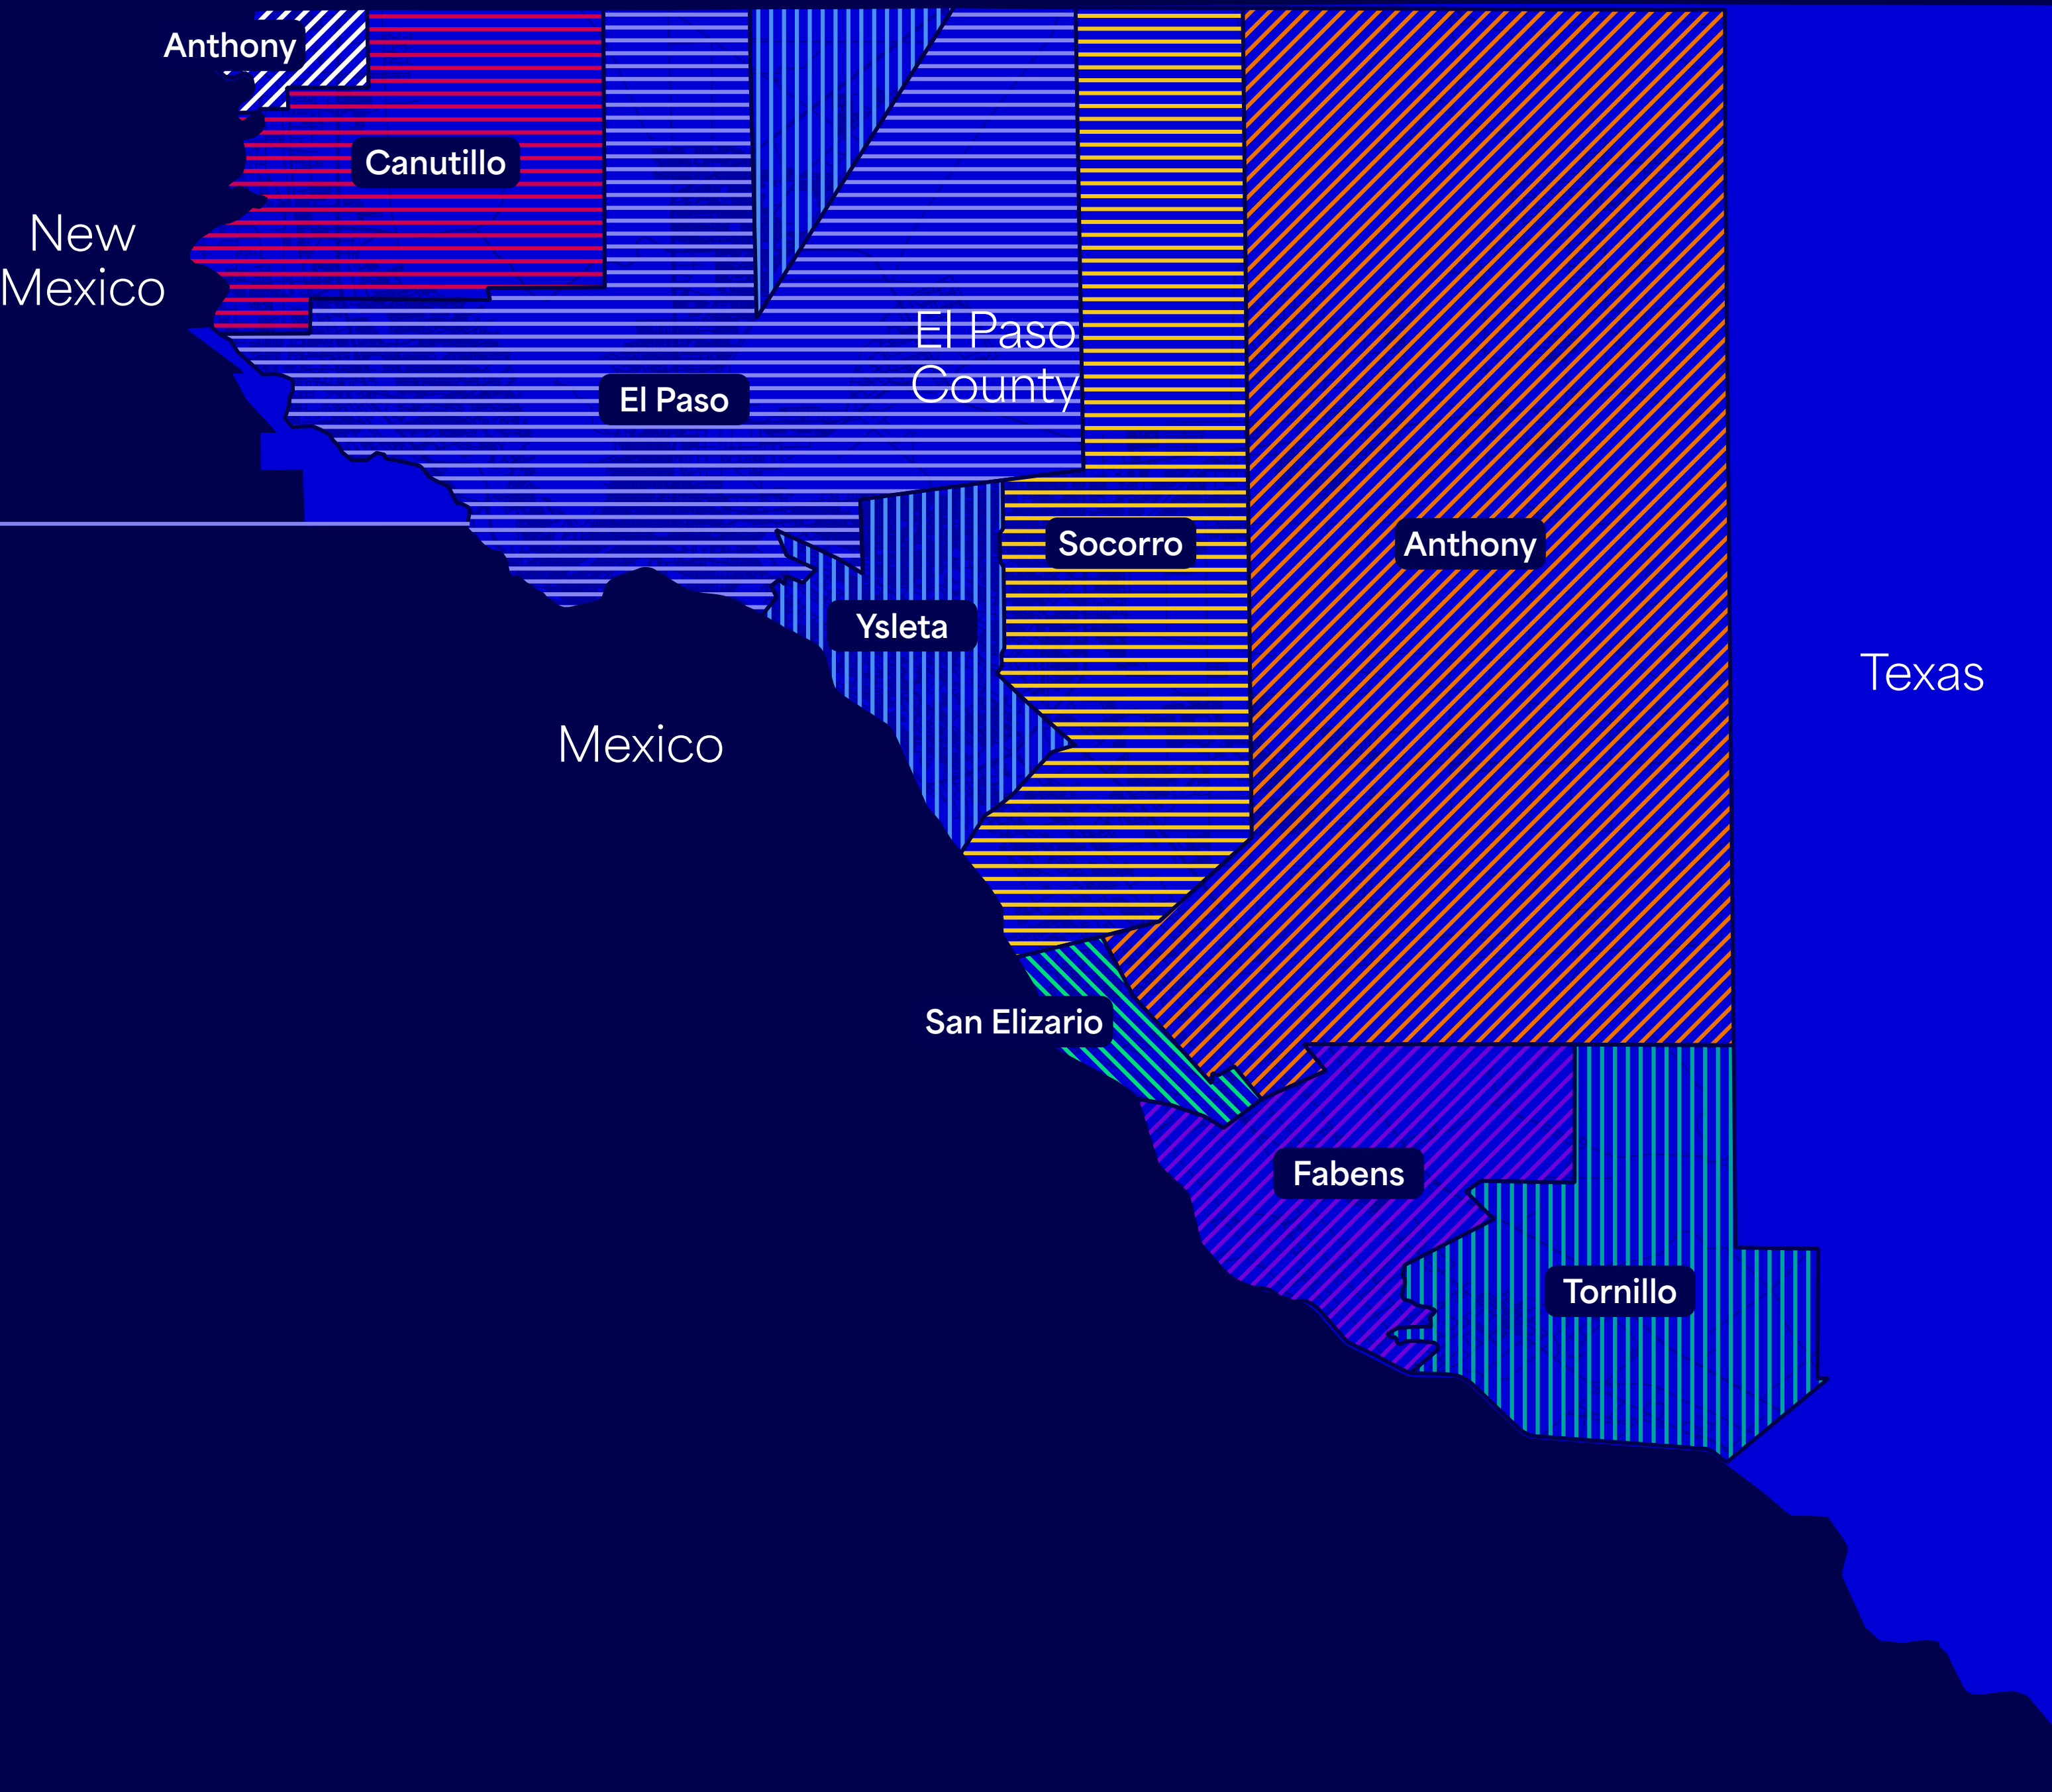 Anthony
Canutillo
New
Mexico
El Paso
County
El Paso
Socorro
Anthony
Ysleta
Texas
Mexico
San Elizario
Fabens
Tornillo